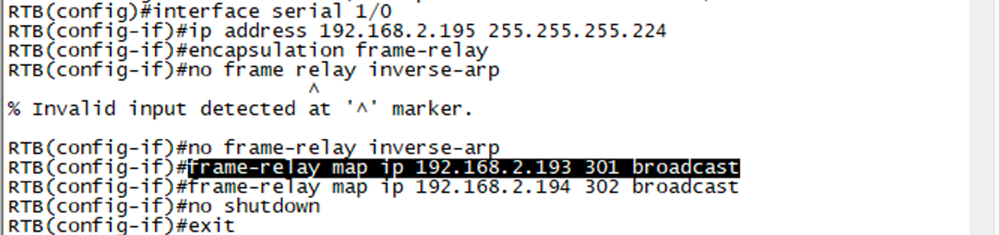 RTB(config)#interface serial 1/0
RTB(config-if)#ip address 192.168.2.195 255.255.255.224
RTB(config-if)#encapsulation frame-relay
RTB(config-if)#no frame relay inverse-arp
^
% Invalid input detected at '^' marker.
RTB(config-if)#no frame-relay inverse-arp
RTB(config-if)#frame-relay map ip 192.168.2.193 301 broadcast
RTB(config-if)#frame-relay map ip 192.168.2.194 302 broadcast
RTB(config-if)#no shutdown
RTB(config-if)#exit